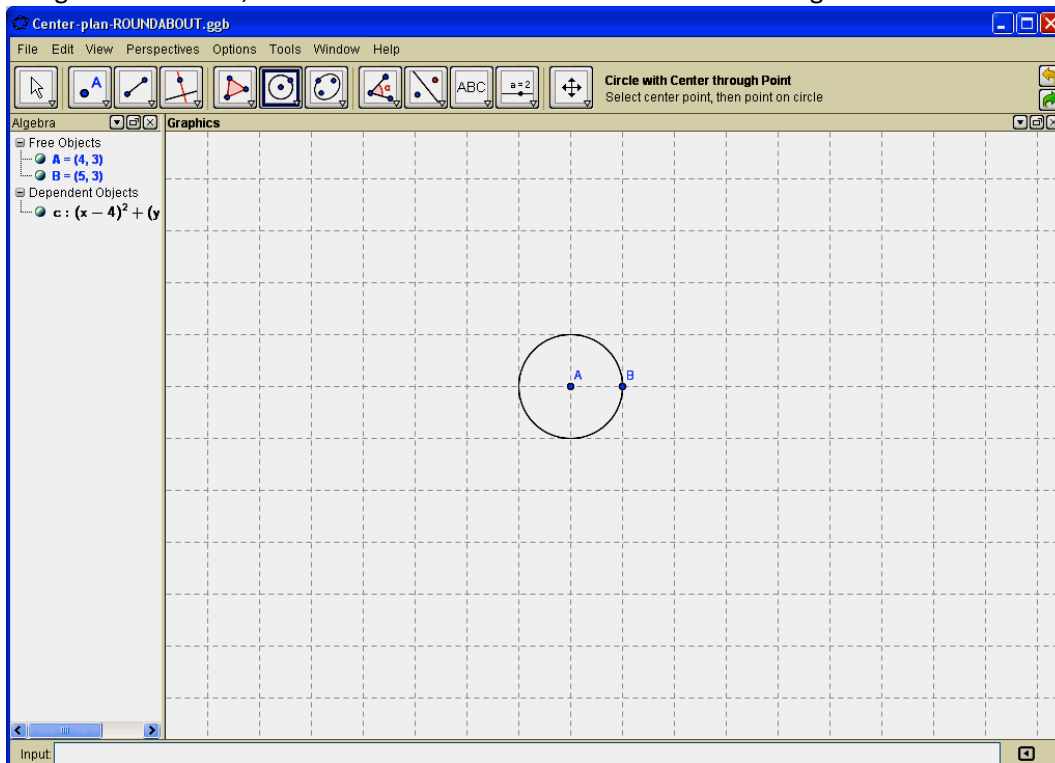 Center-plan-ROUNDABOUT.ggb
File Edit View Perspectives Options Tools Window Help
A
ABC
a=2
Circle with Center through Point
Select center point, then point on circle
Algebra
Graphics
Free Objects
A = (4, 3)
B = (5, 3)
Dependent Objects
c : (x − 4)² + (y
A
B
Input: